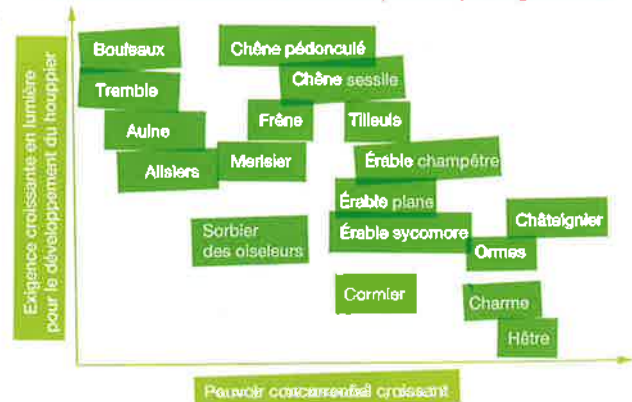 Exigence croissante en lumière
pour le développement du houppier
Bouleaux
Chêne pédonculé
Chêne sessile
Tremble
Frêne
Tilleuls
Aulne
Merisier
Érable champêtre
Alisiers
Érable plane
Châteignier
Sorbier
des oiseleurs
Érable sycomore
Ormes
Cormier
Charme
Hêtre
Pouvoir concurrentiel croissant